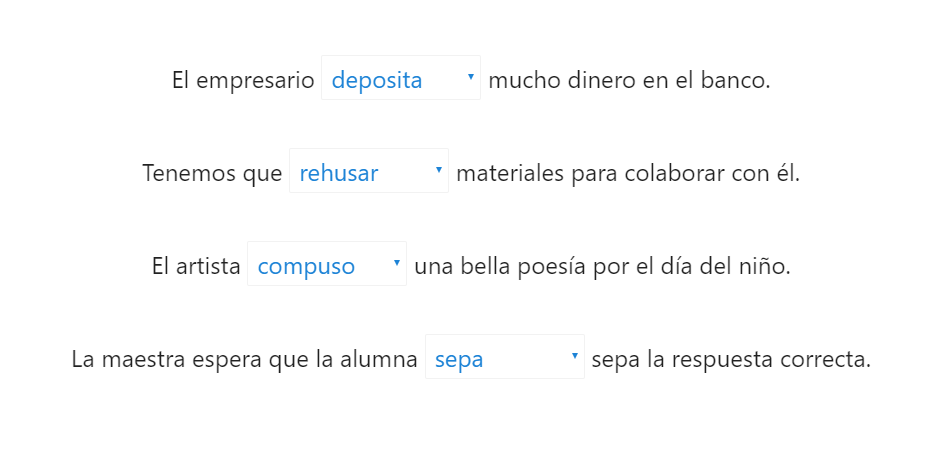 El empresario deposita mucho dinero en el banco.
Tenemos que rehusar materiales para colaborar con él.
El artista compuso una bella poesía por el día del niño.
La maestra espera que la alumna sepa sepa la respuesta correcta.